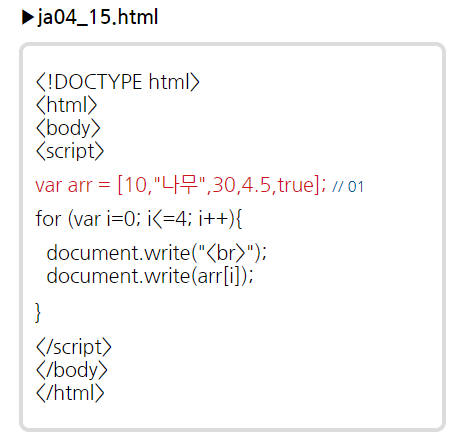 ▶ja04_15.html
<!DOCTYPE html>
<html>
<body>
<script>
var arr = [10,"나무",30,4.5,true]; // 01
for (var i=0; i<=4; i++){
document.write("<br>");
document.write(arr[i]);
}
</script>
</body>
</html>